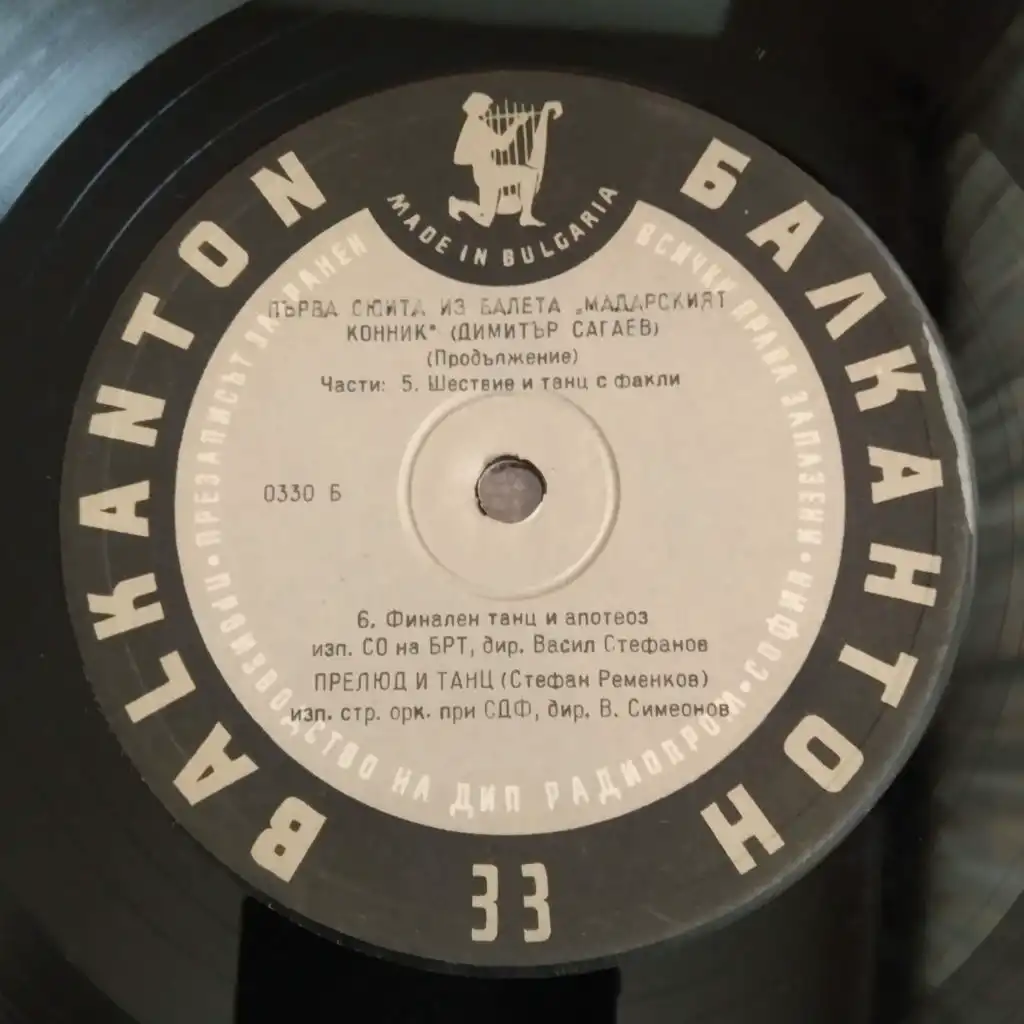 BALKANTON
БАЛКАНТОН
MADE IN BULGARIA
ПРЕЗАПИСЪТ ЗАБРАНЕН
ВСИЧКИ ПРАВА ЗАПАЗЕНИ
ПЪРВА СЮИТА ИЗ БАЛЕТА „МАДАРСКИЯТ
КОННИК" (ДИМИТЪР САГАЕВ)
(Продължение)
Части: 5. Шествие и танц с факли
0330 Б
6. Финален танц и апотеоз
изп. СО на БРТ, дир. Васил Стефанов
ПРЕЛЮД И ТАНЦ (Стефан Ременков)
изп. стр. орк. при СДФ, дир. В. Симеонов
ПРОИЗВОДСТВО НА ДИП РАДИОПРОМ • СОФИЯ
33